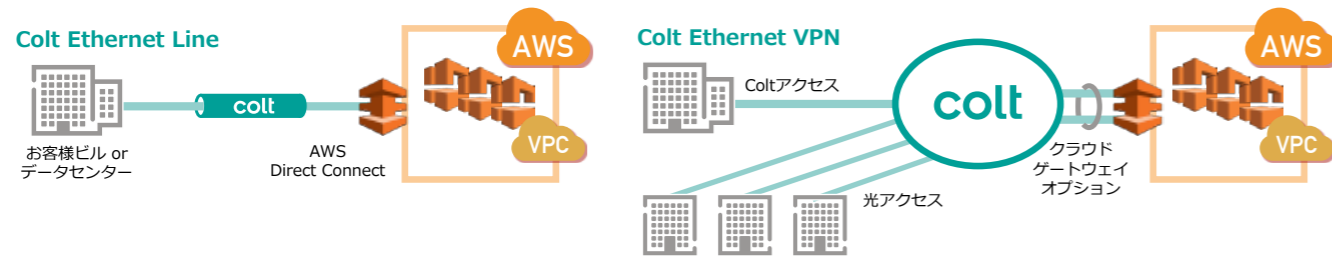 Colt Ethernet Line
AWS
colt
VPC
お客様ビル or
データセンター
AWS
Direct Connect
Colt Ethernet VPN
AWS
Coltアクセス
colt
VPC
クラウド
ゲートウェイ
オプション
光アクセス